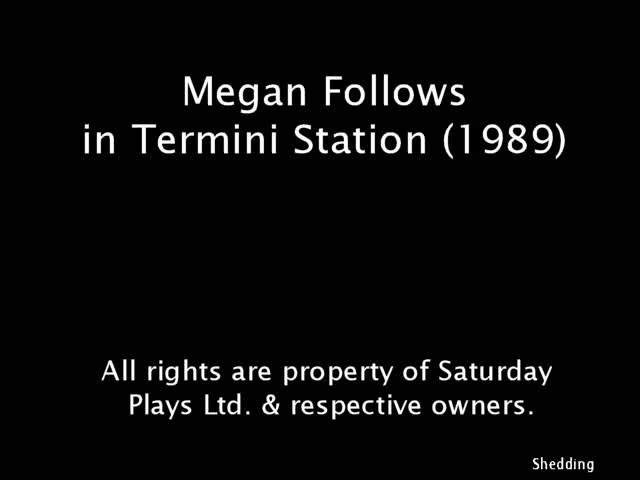 Megan Follows
in Termini Station (1989)
All rights are property of Saturday
Plays Ltd. & respective owners.
Shedding